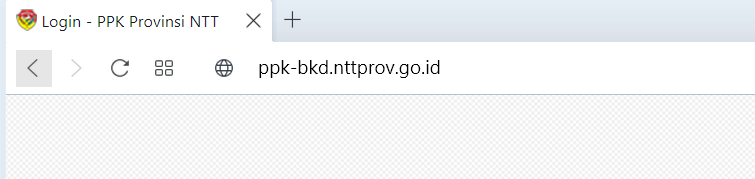 Login - PPK Provinsi NTT
ppk-bkd.nttprov.go.id